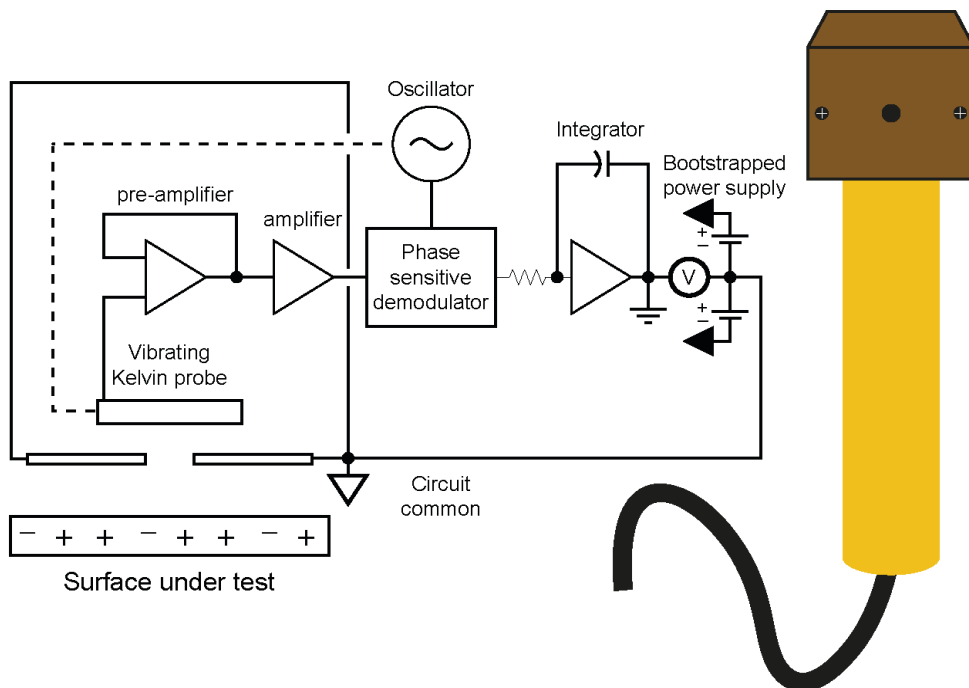 Oscillator
Integrator
Bootstrapped
power supply
pre-amplifier
amplifier
Phase
sensitive
demodulator
+
−
V
+
−
Vibrating
Kelvin probe
Circuit
common
− + + − + + − +
Surface under test